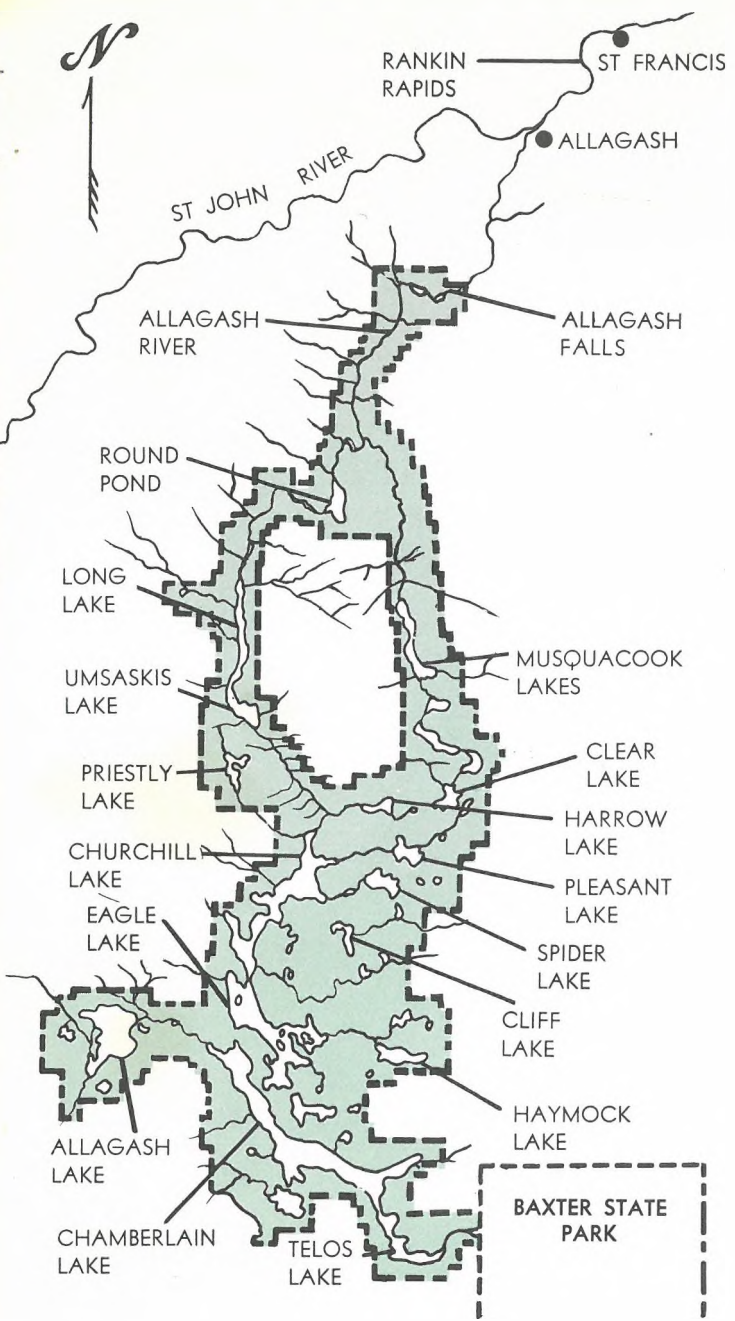 N
RANKIN
RAPIDS
ST FRANCIS
ALLAGASH
ST JOHN RIVER
ALLAGASH
RIVER
ALLAGASH
FALLS
ROUND
POND
LONG
LAKE
MUSQUACOOK
LAKES
UMSASKIS
LAKE
CLEAR
LAKE
PRIESTLY
LAKE
HARROW
LAKE
CHURCHILL
LAKE
PLEASANT
LAKE
EAGLE
LAKE
SPIDER
LAKE
CLIFF
LAKE
HAYMOCK
LAKE
ALLAGASH
LAKE
BAXTER STATE
PARK
CHAMBERLAIN
LAKE
TELOS
LAKE